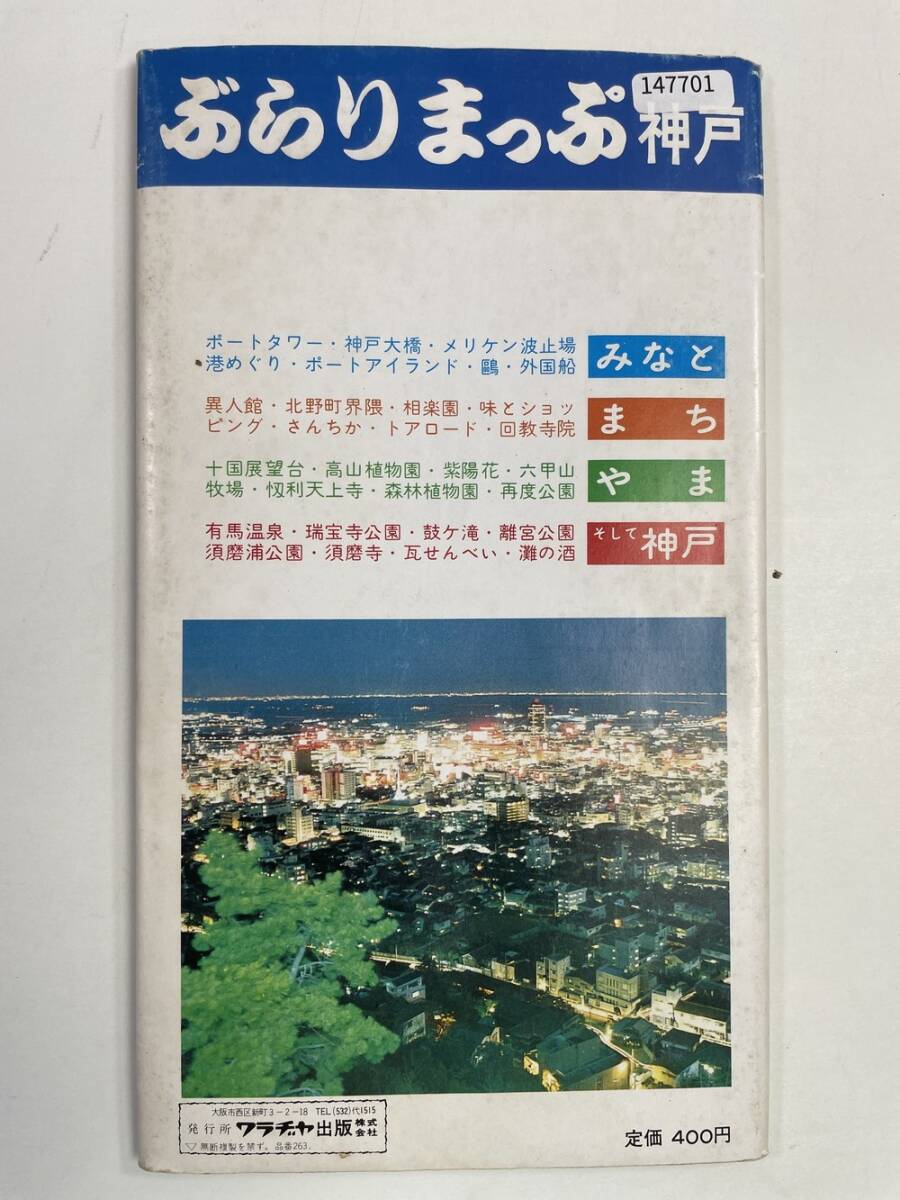 147701
ぶらりまっぷ神戸
ポートタワー・神戸大橋・メリケン波止場
港めぐり・ポートアイランド・鷗・外国船
みなと
異人館・北野町界隈・相楽園・味とショッ
ピング・さんちか・トアロード・回教寺院
まち
十国展望台・高山植物園・紫陽花・六甲山
牧場・忉利天上寺・森林植物園・再度公園
やま
有馬温泉・瑞宝寺公園・鼓ケ滝・離宮公園
須磨浦公園・須磨寺・瓦せんべい・灘の酒
そして神戸
大阪市西区新町3-2-18 TEL(532)代1515
発行所 ワラヂヤ出版株式会社
▽無断複製を禁ず。品番263.
定価 400円